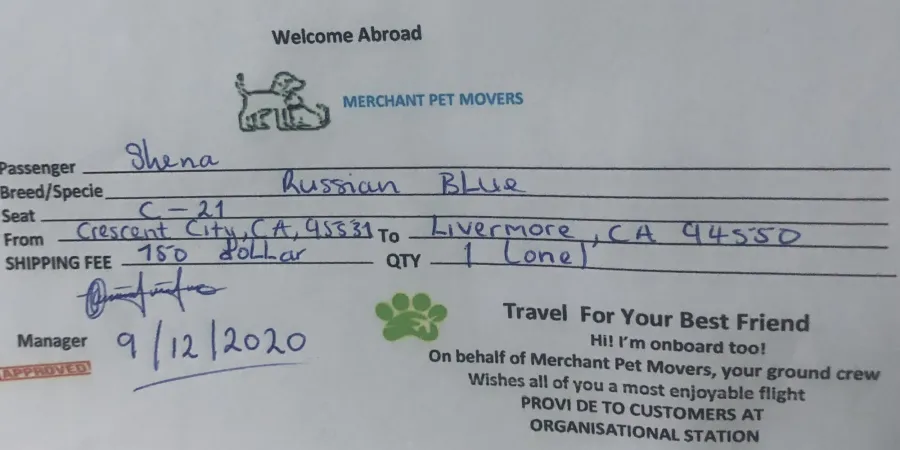 Welcome Abroad
MERCHANT PET MOVERS
Passenger Shena
Breed/Specie Russian BLue
Seat C-21
From Crescent City, CA, 95531 To Livermore, CA 94550
SHIPPING FEE 150 dollar QTY 1 (one)
Manager 9/12/2020
APPROVED
Travel For Your Best Friend
Hi! I'm onboard too!
On behalf of Merchant Pet Movers, your ground crew
Wishes all of you a most enjoyable flight
PROVI DE TO CUSTOMERS AT
ORGANISATIONAL STATION